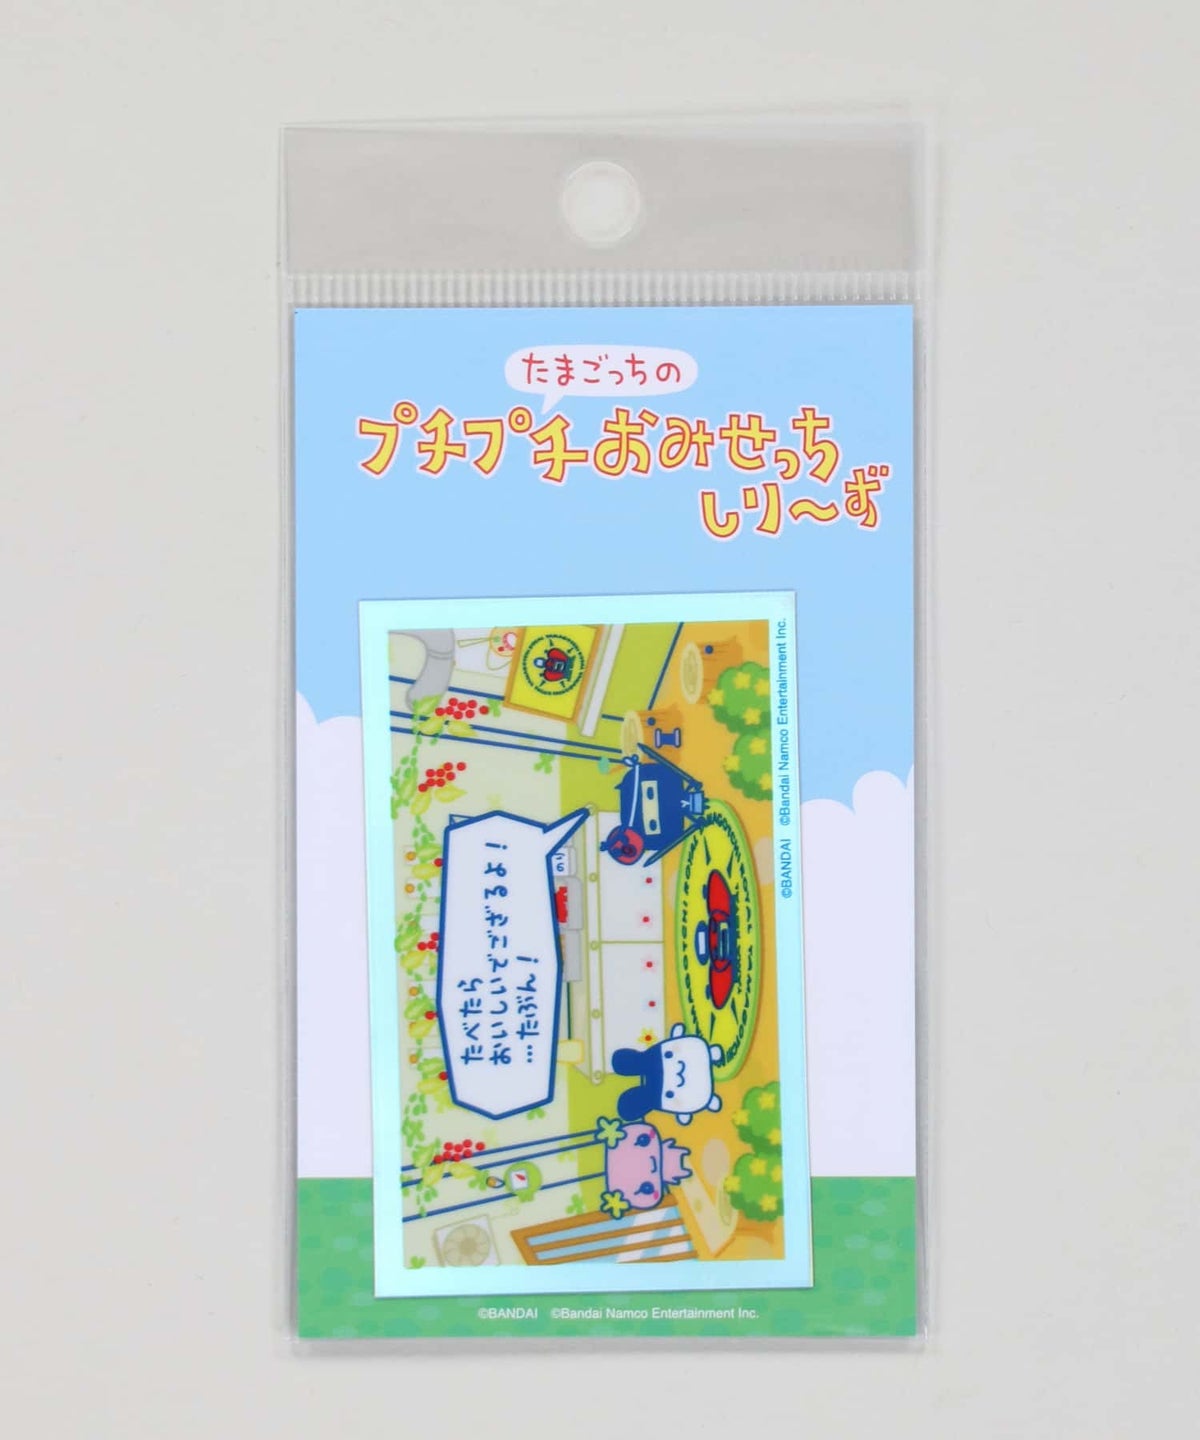 たまごっちの
プチプチおみせっち
しり〜ず
たべたら
おいしいでござるよ!
…たぶん!
のり
©BANDAI ©Bandai Namco Entertainment Inc.
©BANDAI ©Bandai Namco Entertainment Inc.